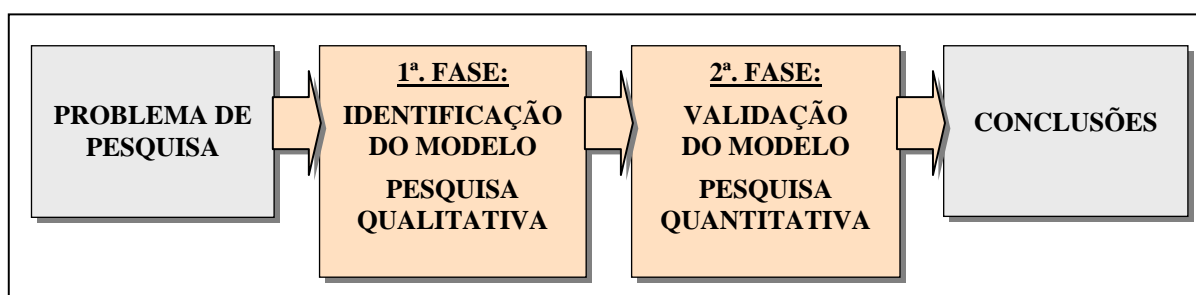 PROBLEMA DE
PESQUISA
1ª. FASE:
IDENTIFICAÇÃO
DO MODELO
PESQUISA
QUALITATIVA
2ª. FASE:
VALIDAÇÃO
DO MODELO
PESQUISA
QUANTITATIVA
CONCLUSÕES